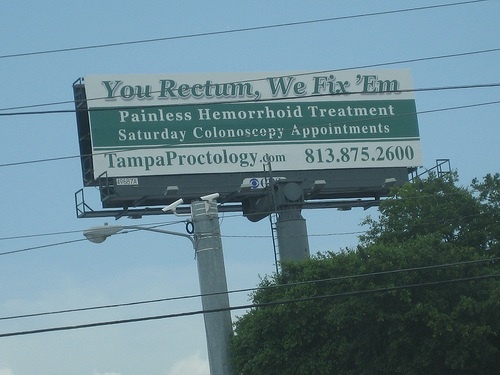 You Rectum, We Fix 'Em
Painless Hemorrhoid Treatment
Saturday Colonoscopy Appointments
TampaProctology.com 813.875.2600